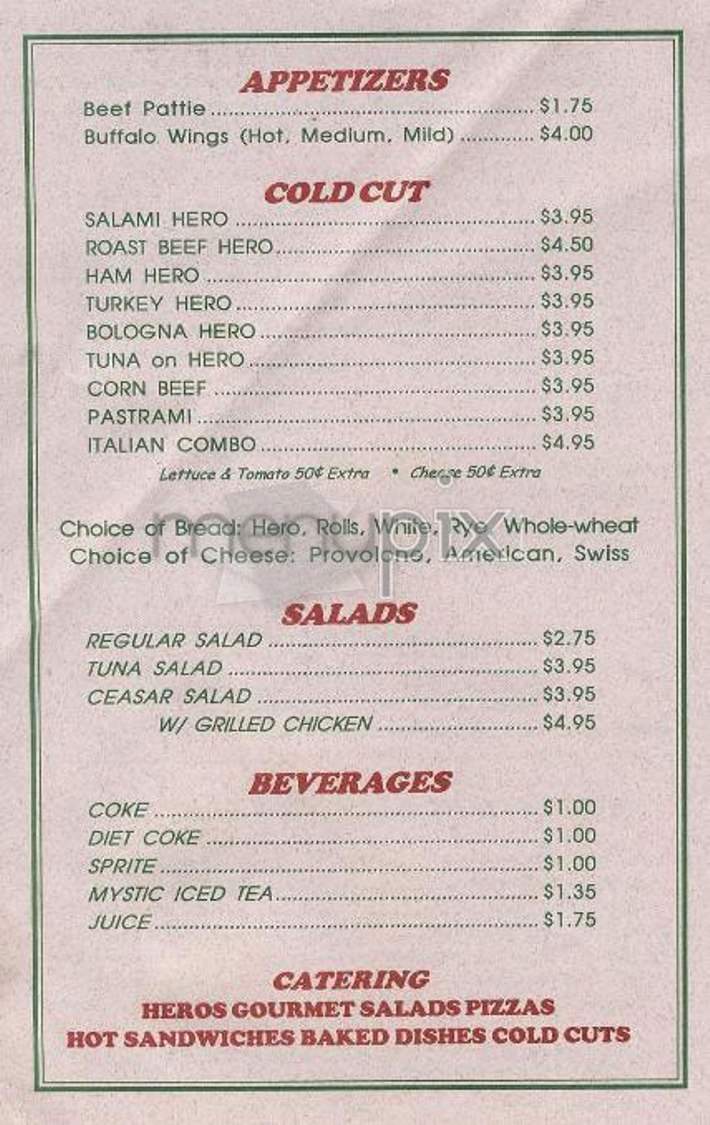 APPETIZERS
Beef Pattie ........ $1.75
Buffalo Wings (Hot, Medium, Mild) ........ $4.00
COLD CUT
SALAMI HERO ........ $3.95
ROAST BEEF HERO ........ $4.50
HAM HERO ........ $3.95
TURKEY HERO ........ $3.95
BOLOGNA HERO ........ $3.95
TUNA on HERO ........ $3.95
CORN BEEF ........ $3.95
PASTRAMI ........ $3.95
ITALIAN COMBO ........ $4.95
Lettuce & Tomato 50¢ Extra • Cheese 50¢ Extra
menupix
Choice of Bread: Hero, Rolls, White, Rye, Whole-wheat
Choice of Cheese: Provolone, American, Swiss
SALADS
REGULAR SALAD ........ $2.75
TUNA SALAD ........ $3.95
CEASAR SALAD ........ $3.95
W/ GRILLED CHICKEN ........ $4.95
BEVERAGES
COKE ........ $1.00
DIET COKE ........ $1.00
SPRITE ........ $1.00
MYSTIC ICED TEA ........ $1.35
JUICE ........ $1.75
CATERING
HEROS GOURMET SALADS PIZZAS
HOT SANDWICHES BAKED DISHES COLD CUTS